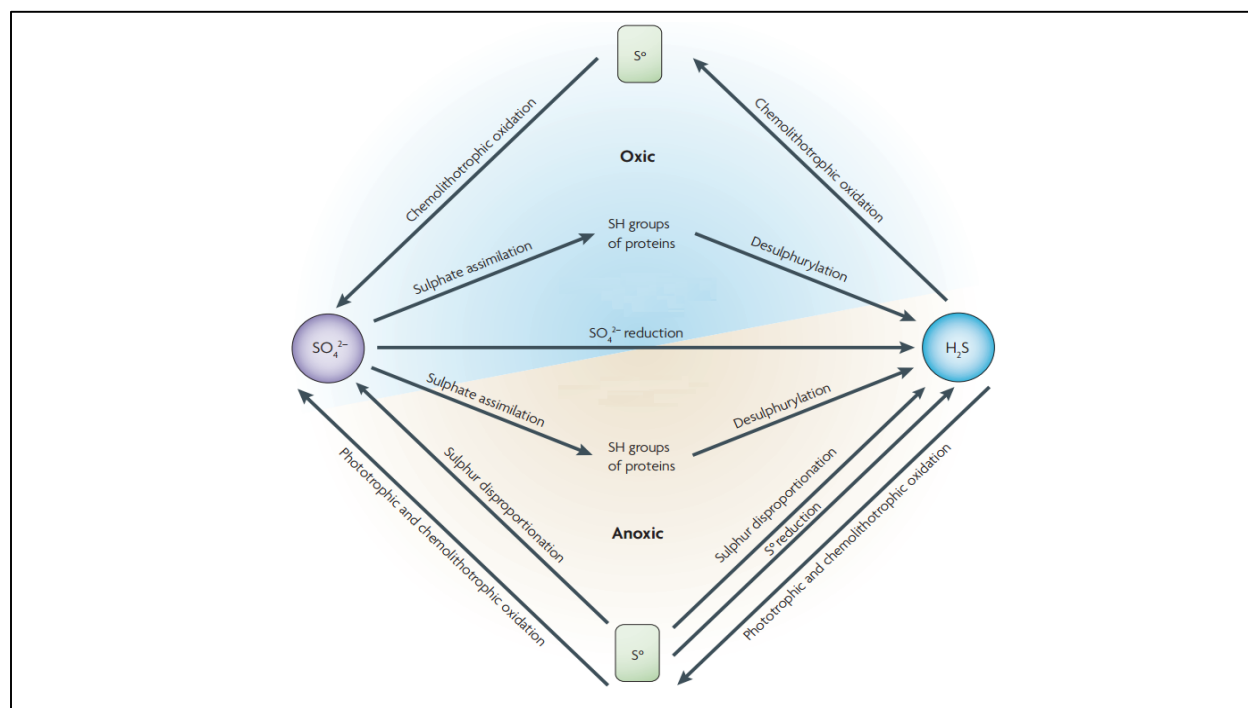 S°
Chemolithotrophic oxidation
Chemolithotrophic oxidation
Oxic
SH groups
of proteins
Sulphate assimilation
Desulphurylation
SO₄²⁻
SO₄²⁻ reduction
H₂S
Sulphate assimilation
Desulphurylation
SH groups
of proteins
Phototrophic and chemolithotrophic oxidation
Sulphur disproportionation
Anoxic
Sulphur disproportionation
S° reduction
Phototrophic and chemolithotrophic oxidation
S°